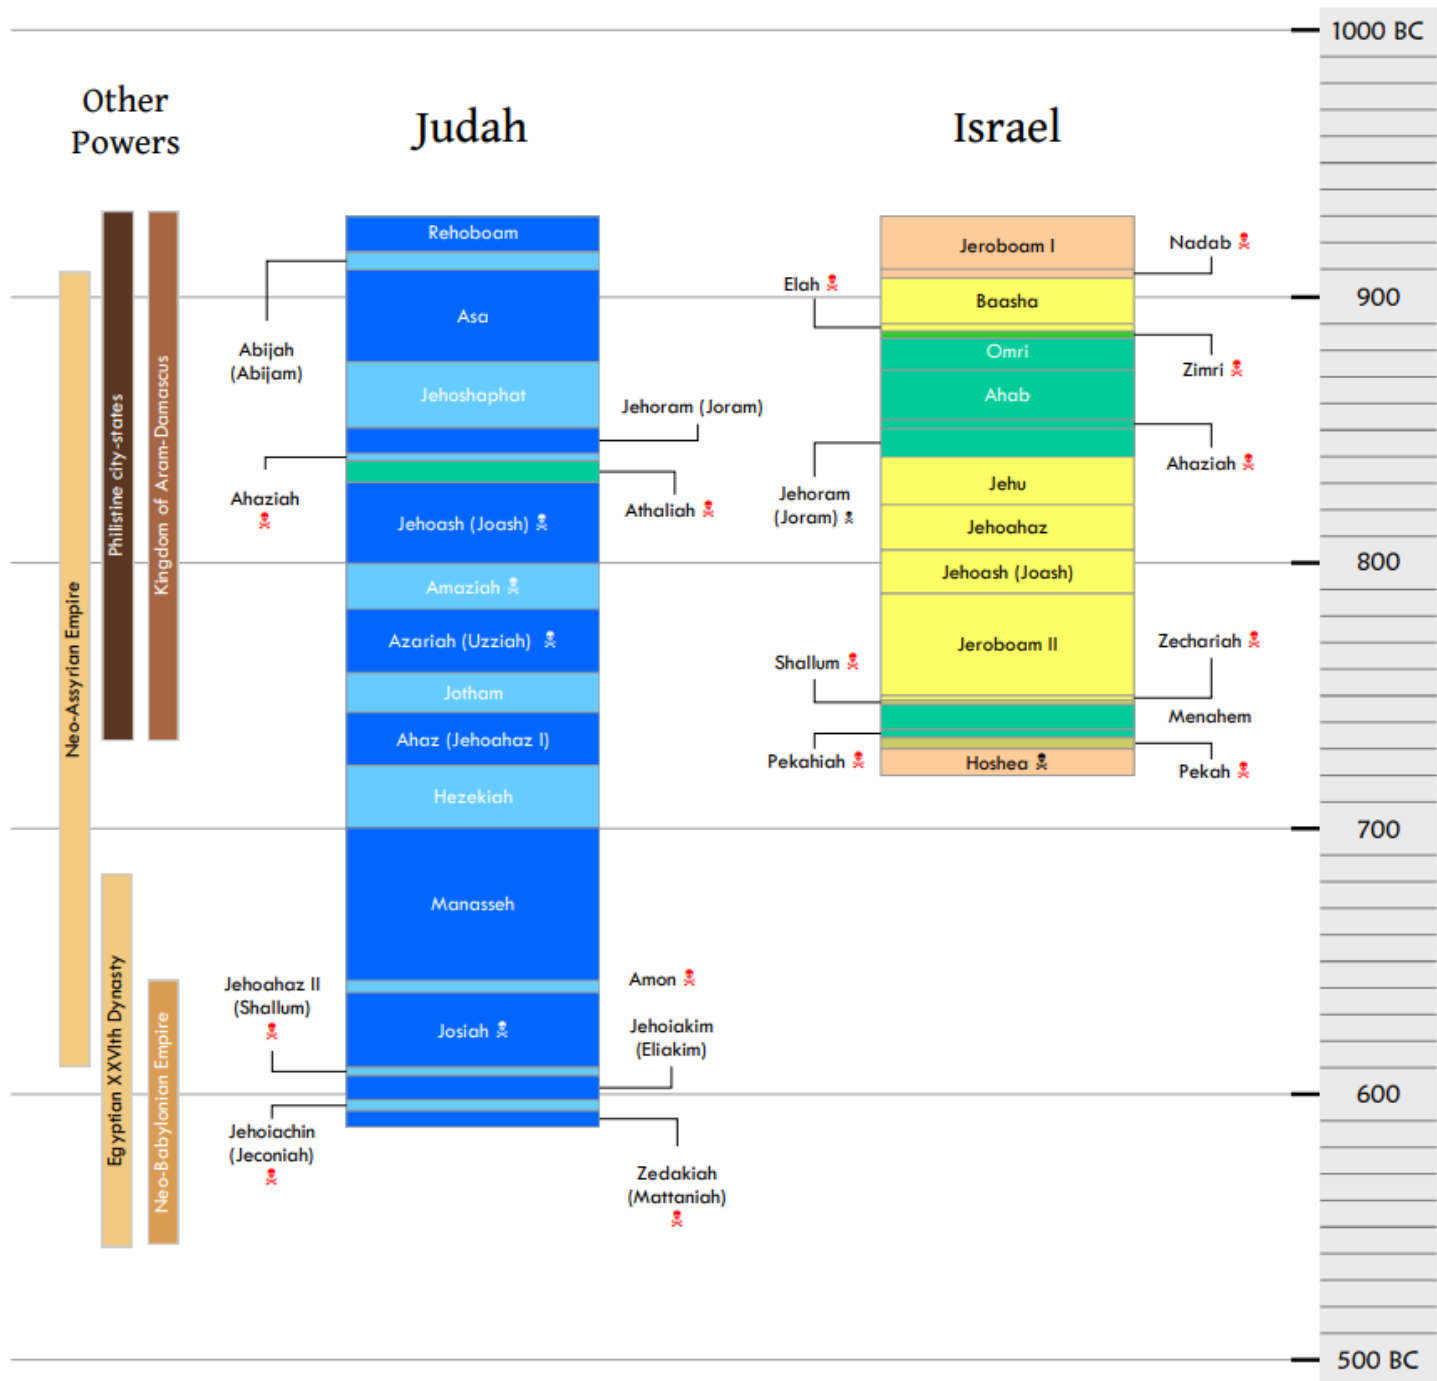 1000 BC
Other
Powers
Judah
Israel
Rehoboam
Jeroboam I
Nadab
Elah
900
Baasha
Asa
Abijah
(Abijam)
Omri
Zimri
Ahab
Jehoshaphat
Jehoram (Joram)
Ahaziah
Jehu
Ahaziah
Athaliah
Jehoram
(Joram)
Jehoash (Joash)
Jehoahaz
800
Jehoash (Joash)
Amaziah
Azariah (Uzziah)
Jeroboam II
Zechariah
Shallum
Jotham
Menahem
Ahaz (Jehoahaz I)
Pekahiah
Hoshea
Pekah
Hezekiah
700
Manasseh
Philistine city-states
Kingdom of Aram-Damascus
Neo-Assyrian Empire
Egyptian XXVIth Dynasty
Neo-Babylonian Empire
Jehoahaz II
(Shallum)
Amon
Josiah
Jehoiakim
(Eliakim)
600
Jehoiachin
(Jeconiah)
Zedakiah
(Mattaniah)
500 BC